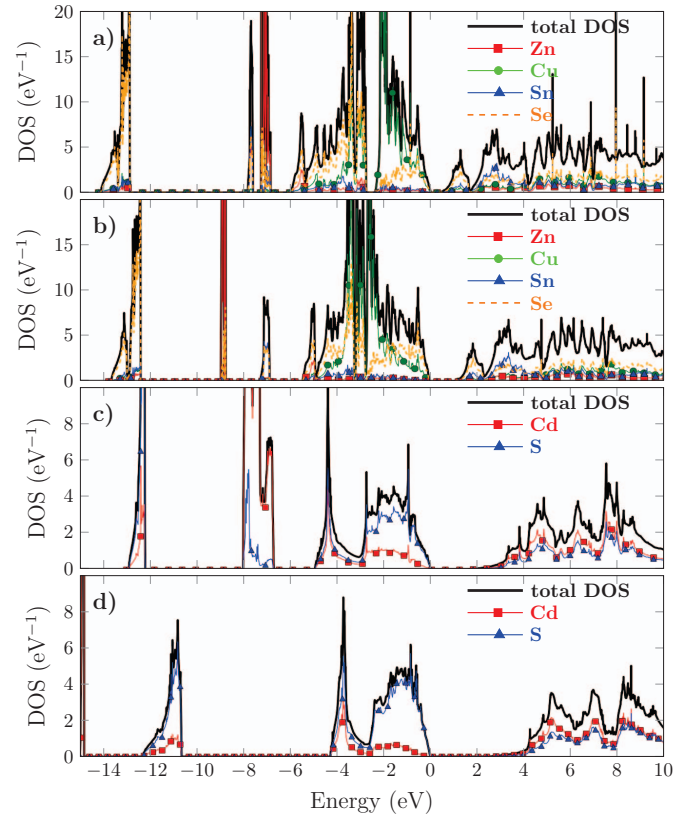 a)
total DOS
Zn
Cu
Sn
Se
DOS (eV⁻¹)
20
15
10
5
0
b)
total DOS
Zn
Cu
Sn
Se
DOS (eV⁻¹)
15
10
5
0
c)
total DOS
Cd
S
DOS (eV⁻¹)
8
6
4
2
0
d)
total DOS
Cd
S
DOS (eV⁻¹)
8
6
4
2
0
−14 −12 −10 −8 −6 −4 −2 0 2 4 6 8 10
Energy (eV)